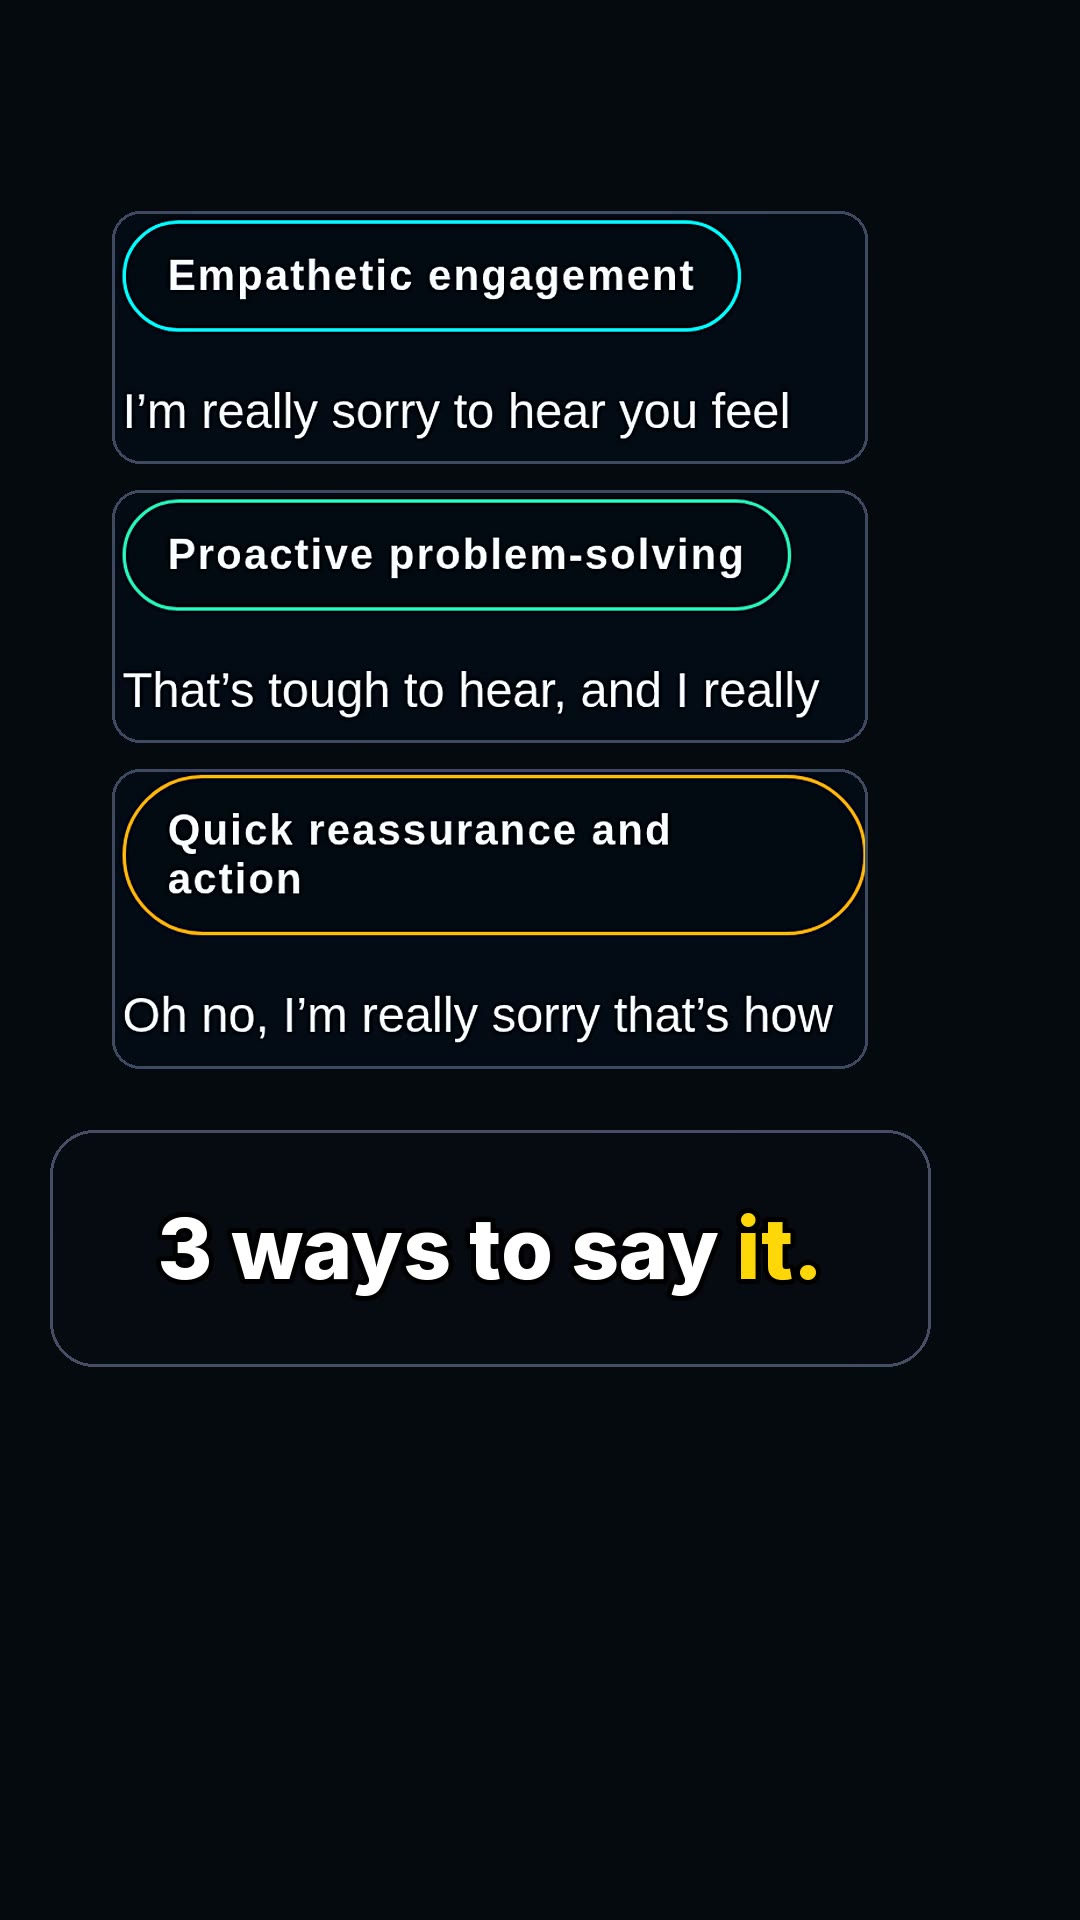 Empathetic engagement
I’m really sorry to hear you feel
Proactive problem-solving
That’s tough to hear, and I really
Quick reassurance and
action
Oh no, I’m really sorry that’s how
3 ways to say it.